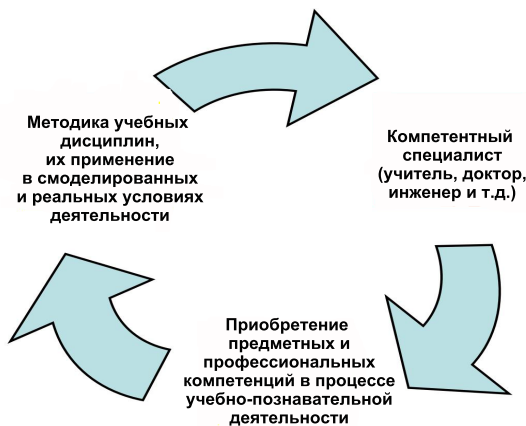 Методика учебных
дисциплин,
их применение
в смоделированных
и реальных условиях
деятельности
Компетентный
специалист
(учитель, доктор,
инженер и т.д.)
Приобретение
предметных и
профессиональных
компетенций в процессе
учебно-познавательной
деятельности